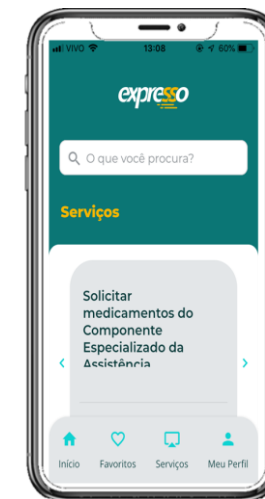 VIVO 13:08 60%
expresso
O que você procura?
Serviços
Solicitar
medicamentos do
Componente
Especializado da
Assistência
Início Favoritos Serviços Meu Perfil